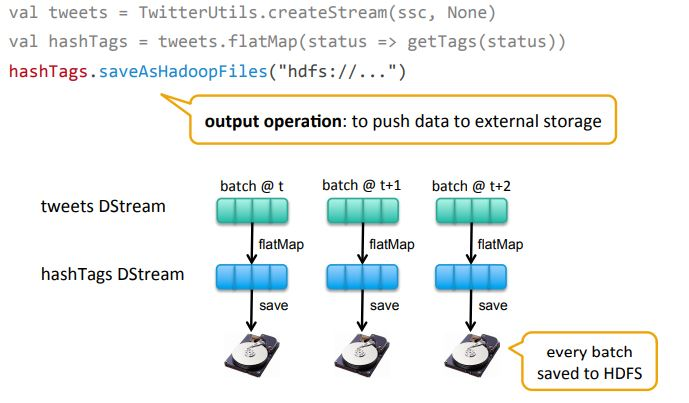 val tweets = TwitterUtils.createStream(ssc, None)
val hashTags = tweets.flatMap(status => getTags(status))
hashTags.saveAsHadoopFiles("hdfs://...")
output operation: to push data to external storage
batch @ t batch @ t+1 batch @ t+2
tweets DStream
flatMap flatMap flatMap
hashTags DStream
save save save
every batch
saved to HDFS